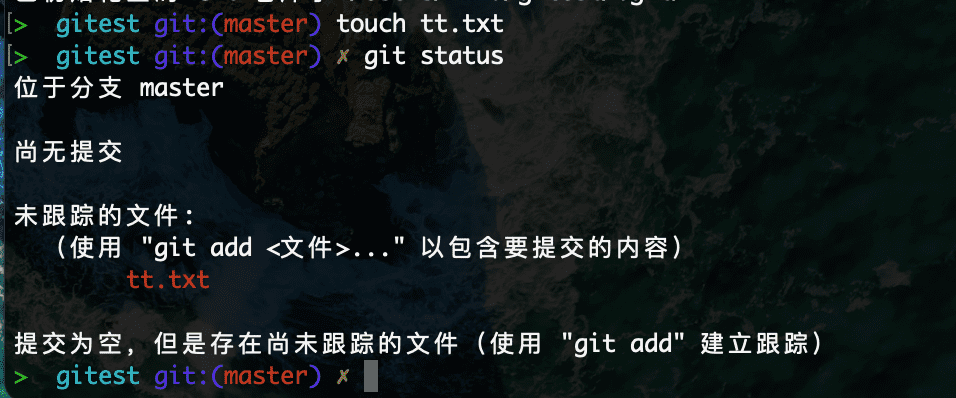 [>  gitest git:(master) touch tt.txt
[>  gitest git:(master) ✗ git status
位于分支 master
尚无提交
未跟踪的文件:
  （使用 "git add <文件>..." 以包含要提交的内容）
        tt.txt
提交为空，但是存在尚未跟踪的文件（使用 "git add" 建立跟踪）
>  gitest git:(master) ✗